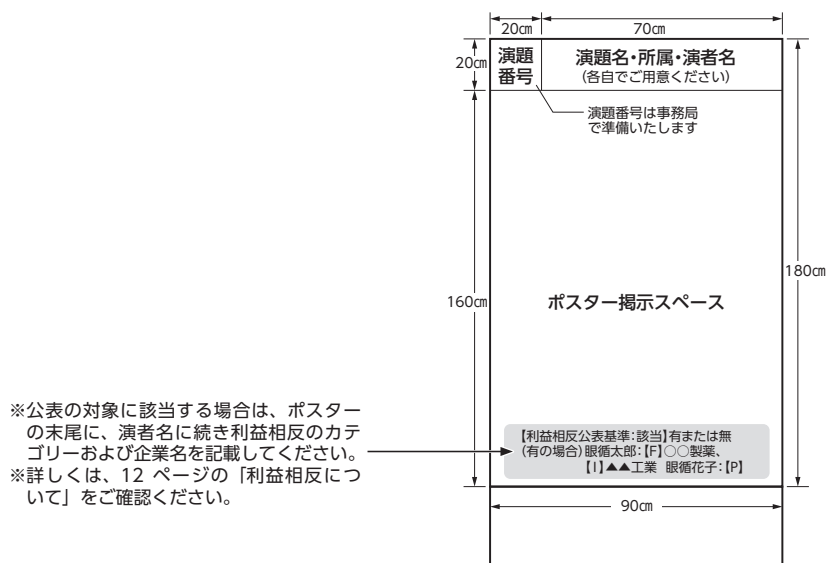 20㎝
70㎝
20㎝
演題
番号
演題名・所属・演者名
(各自でご用意ください)
演題番号は事務局
で準備いたします
160㎝
180㎝
ポスター掲示スペース
※公表の対象に該当する場合は、ポスター
の末尾に、演者名に続き利益相反のカテ
ゴリーおよび企業名を記載してください。
※詳しくは、12 ページの「利益相反につ
いて」をご確認ください。
【利益相反公表基準：該当】有または無
(有の場合)眼循太郎：【F】○○製薬、
【I】▲▲工業 眼循花子：【P】
90㎝